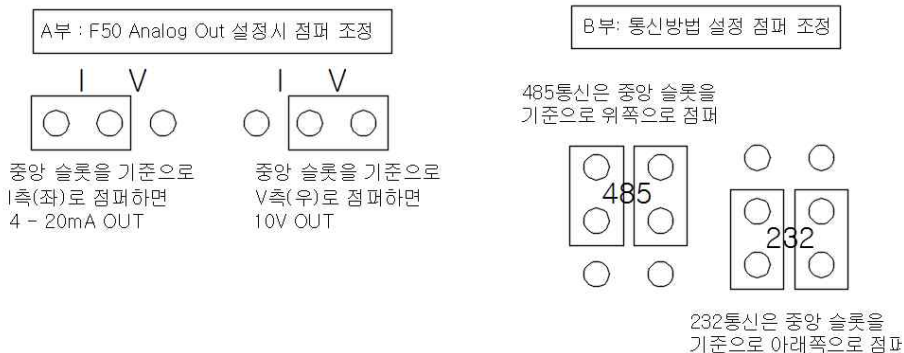 A부 : F50 Analog Out 설정시 점퍼 조정
I V
I V
중앙 슬롯을 기준으로
I측(좌)로 점퍼하면
4 - 20mA OUT
중앙 슬롯을 기준으로
V측(우)로 점퍼하면
10V OUT
B부: 통신방법 설정 점퍼 조정
485통신은 중앙 슬롯을
기준으로 위쪽으로 점퍼
485
232
232통신은 중앙 슬롯을
기준으로 아래쪽으로 점퍼